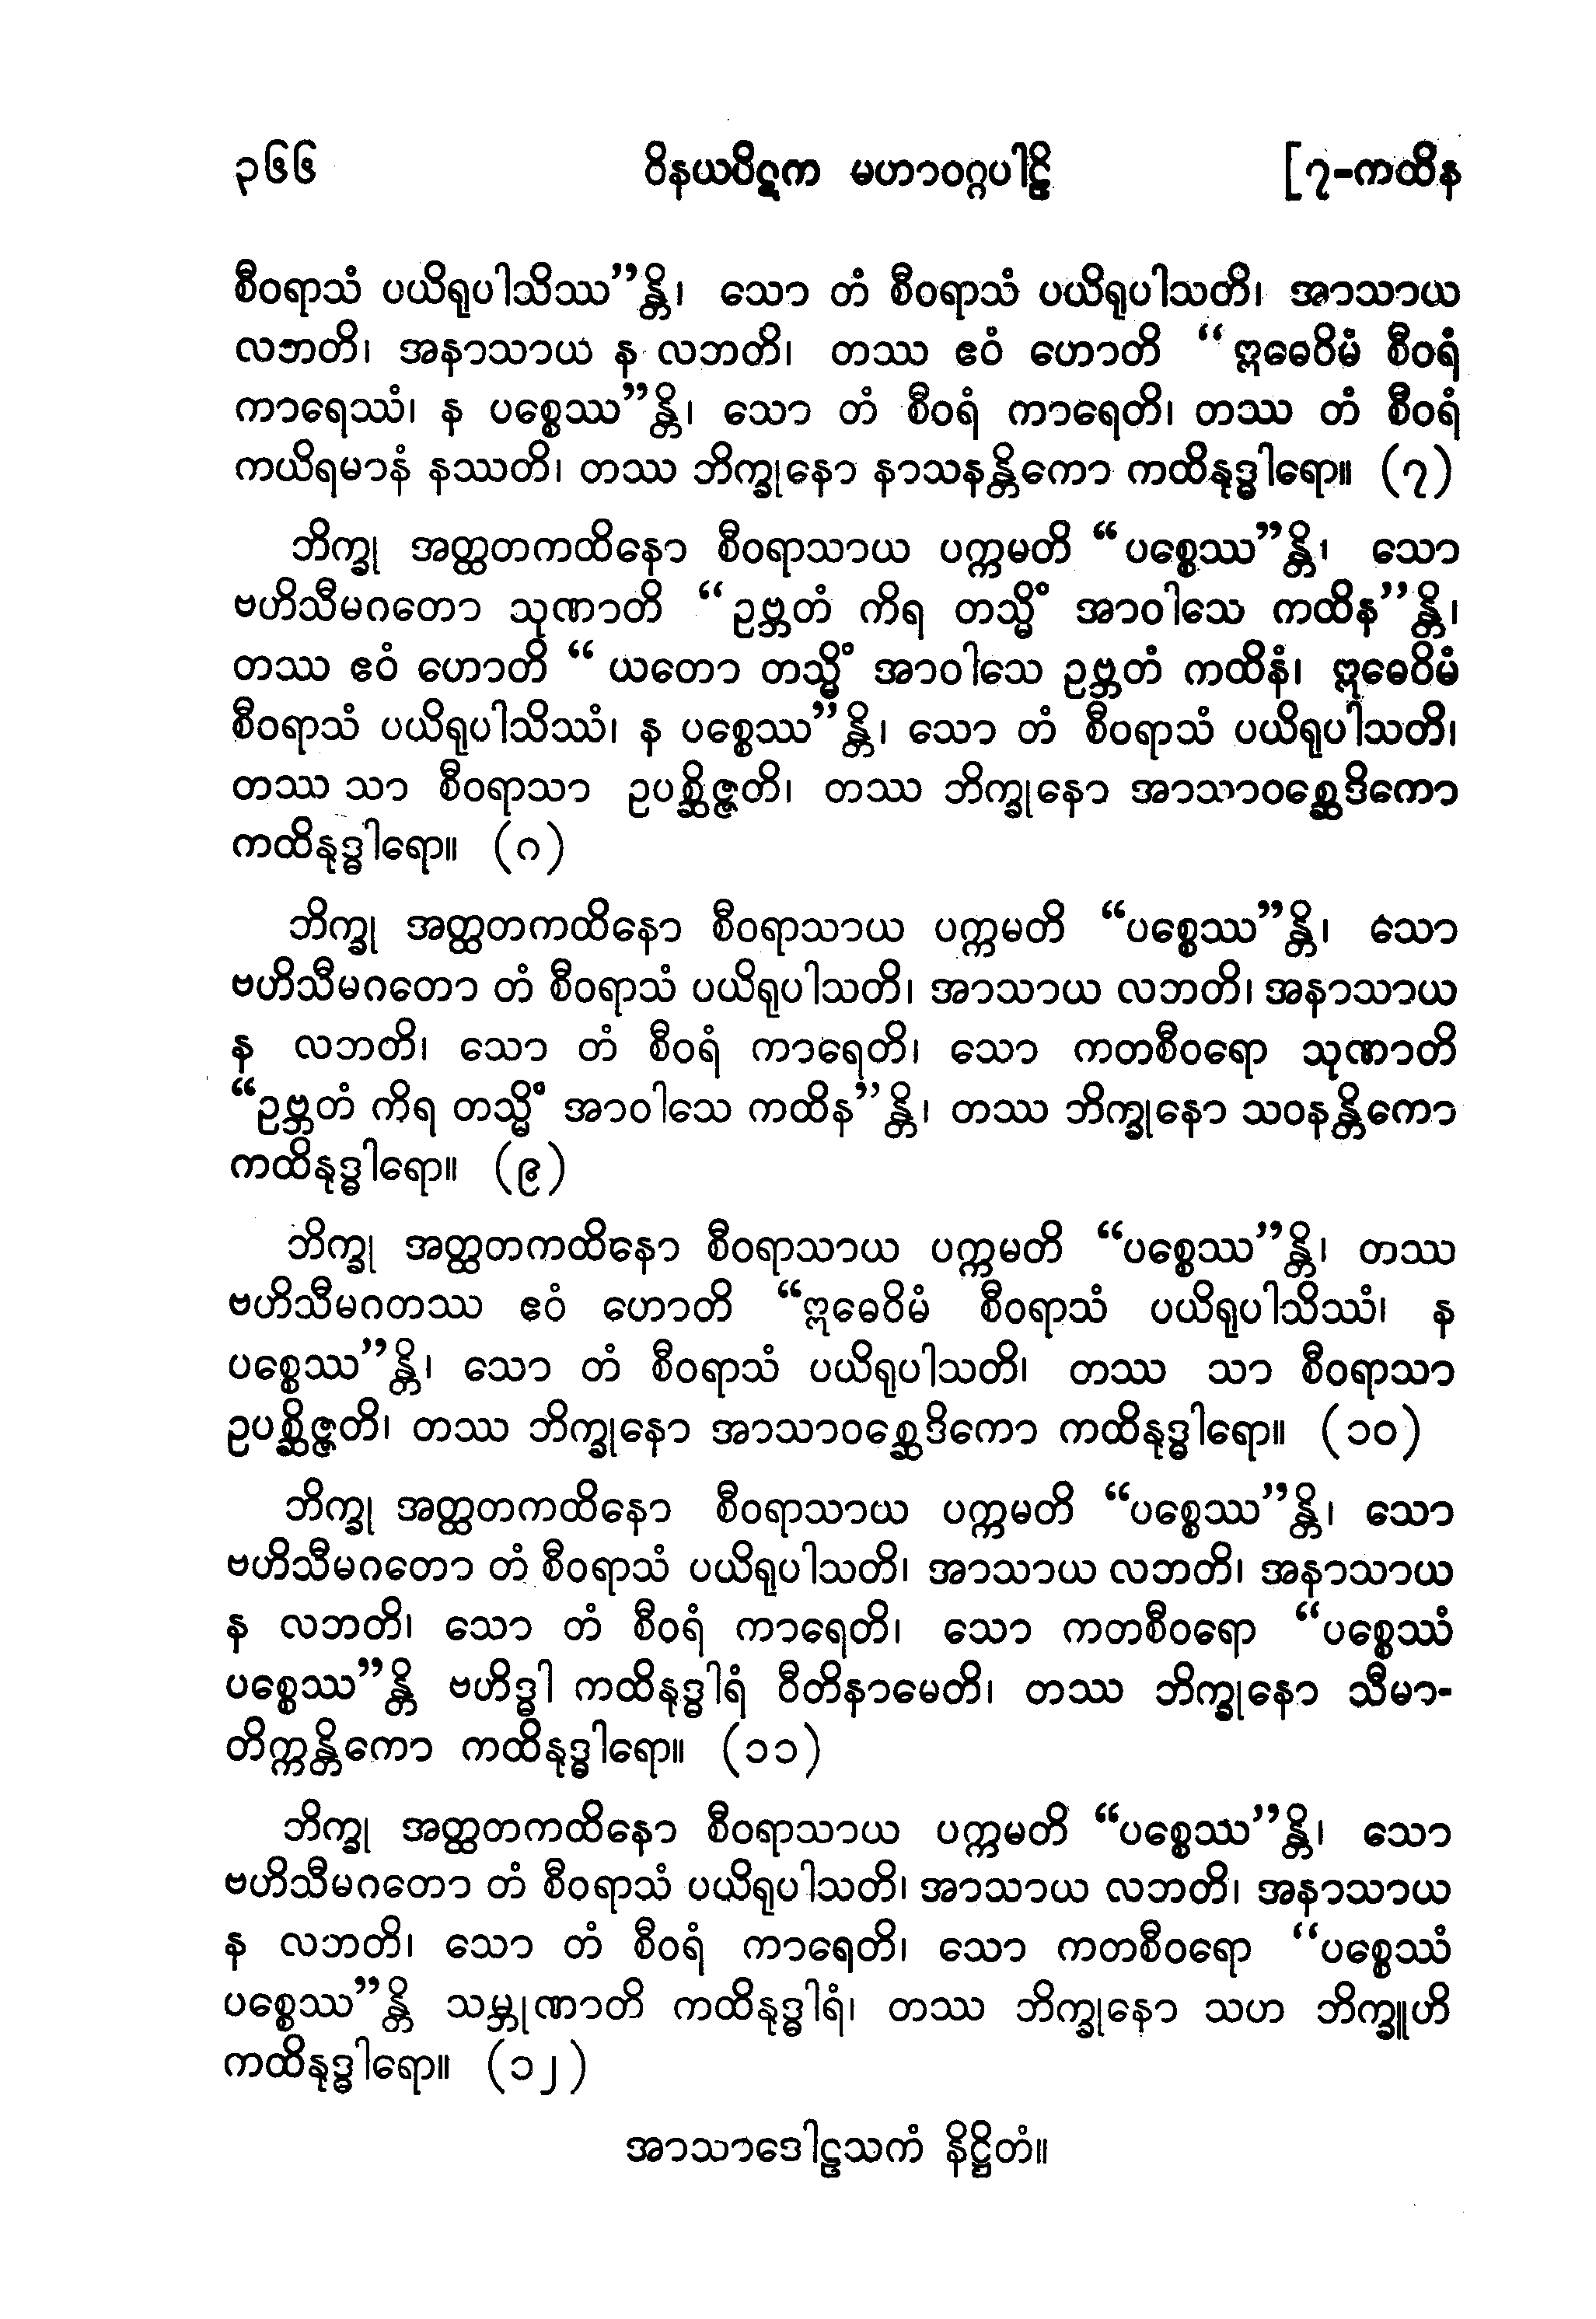 ၃၆၆ ဝိနယပိဋက မဟာဝဂ္ဂပါဠိ [၇-ကထိန
စီဝရာသံ ပယိရုပါသိဿ”န္တိ၊ သော တံ စီဝရာသံ ပယိရုပါသတိ၊ အာသာယ
လဘတိ၊ အနာသာယ န လဘတိ၊ တဿ ဧဝံ ဟောတိ “ဣဓေဝိမံ စီဝရံ
ကာရေဿံ၊ န ပစ္စေဿ”န္တိ၊ သော တံ စီဝရံ ကာရေတိ၊ တဿ တံ စီဝရံ
ကယိရမာနံ နဿတိ၊ တဿ ဘိက္ခုနော နာသနန္တိကော ကထိနုဒ္ဓါရော။ (၇)
ဘိက္ခု အတ္ထတကထိနော စီဝရာသာယ ပက္ကမတိ “ပစ္စေဿ”န္တိ၊ သော
ဗဟိသီမဂတော သုဏာတိ “ဥဗ္ဘတံ ကိရ တသ္မိံ အာဝါသေ ကထိန”န္တိ၊
တဿ ဧဝံ ဟောတိ “ ယတော တသ္မိံ အာဝါသေ ဥဗ္ဘတံ ကထိနံ၊ ဣဓေဝိမံ
စီဝရာသံ ပယိရုပါသိဿံ၊ န ပစ္စေဿ”န္တိ၊ သော တံ စီဝရာသံ ပယိရုပါသတိ၊
တဿ သာ စီဝရာသာ ဥပစ္ဆိဇ္ဇတိ၊ တဿ ဘိက္ခုနော အာသာဝစ္ဆေဒိကော
ကထိနုဒ္ဓါရော။ (၈)
ဘိက္ခု အတ္ထတကထိနော စီဝရာသာယ ပက္ကမတိ “ပစ္စေဿ”န္တိ၊ သော
ဗဟိသီမဂတော တံ စီဝရာသံ ပယိရုပါသတိ၊ အာသာယ လဘတိ၊ အနာသာယ
န လဘတိ၊ သော တံ စီဝရံ ကာရေတိ၊ သော ကတစီဝရော သုဏာတိ
“ဥဗ္ဘတံ ကိရ တသ္မိံ အာဝါသေ ကထိန”န္တိ၊ တဿ ဘိက္ခုနော သဝနန္တိကော
ကထိနုဒ္ဓါရော။ (၉)
ဘိက္ခု အတ္ထတကထိနော စီဝရာသာယ ပက္ကမတိ “ပစ္စေဿ”န္တိ၊ တဿ
ဗဟိသီမဂတဿ ဧဝံ ဟောတိ “ဣဓေဝိမံ စီဝရာသံ ပယိရုပါသိဿံ၊ န
ပစ္စေဿ”န္တိ၊ သော တံ စီဝရာသံ ပယိရုပါသတိ၊ တဿ သာ စီဝရာသာ
ဥပစ္ဆိဇ္ဇတိ၊ တဿ ဘိက္ခုနော အာသာဝစ္ဆေဒိကော ကထိနုဒ္ဓါရော။ (၁၀)
ဘိက္ခု အတ္ထတကထိနော စီဝရာသာယ ပက္ကမတိ “ပစ္စေဿ”န္တိ၊ သော
ဗဟိသီမဂတော တံ စီဝရာသံ ပယိရုပါသတိ၊ အာသာယ လဘတိ၊ အနာသာယ
န လဘတိ၊ သော တံ စီဝရံ ကာရေတိ၊ သော ကတစီဝရော “ပစ္စေဿံ
ပစ္စေဿ”န္တိ ဗဟိဒ္ဓါ ကထိနုဒ္ဓါရံ ဝီတိနာမေတိ၊ တဿ ဘိက္ခုနော သီမာ-
တိက္ကန္တိကော ကထိနုဒ္ဓါရော။ (၁၁)
ဘိက္ခု အတ္ထတကထိနော စီဝရာသာယ ပက္ကမတိ “ပစ္စေဿ”န္တိ၊ သော
ဗဟိသီမဂတော တံ စီဝရာသံ ပယိရုပါသတိ၊ အာသာယ လဘတိ၊ အနာသာယ
န လဘတိ၊ သော တံ စီဝရံ ကာရေတိ၊ သော ကတစီဝရော “ပစ္စေဿံ
ပစ္စေဿ”န္တိ သမ္ဘုဏာတိ ကထိနုဒ္ဓါရံ၊ တဿ ဘိက္ခုနော သဟ ဘိက္ခူဟိ
ကထိနုဒ္ဓါရော။ (၁၂)
အာသာဒေါဠသကံ နိဋ္ဌိတံ။